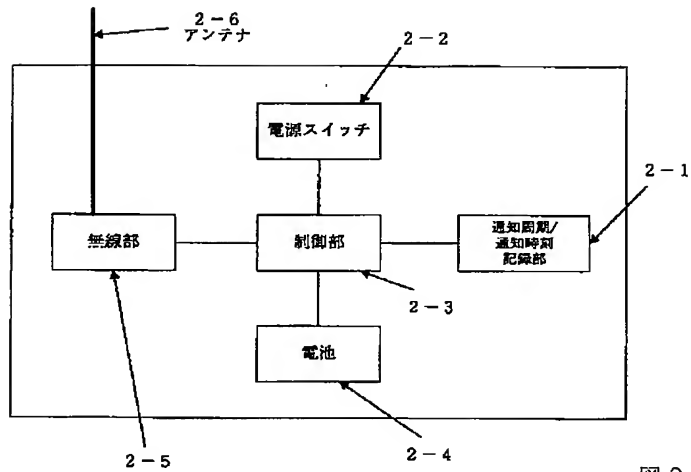 2-6
アンテナ
2-2
電源スイッチ
2-1
無線部
制御部
通知周期/
通知時刻
記録部
2-3
電池
2-5
2-4